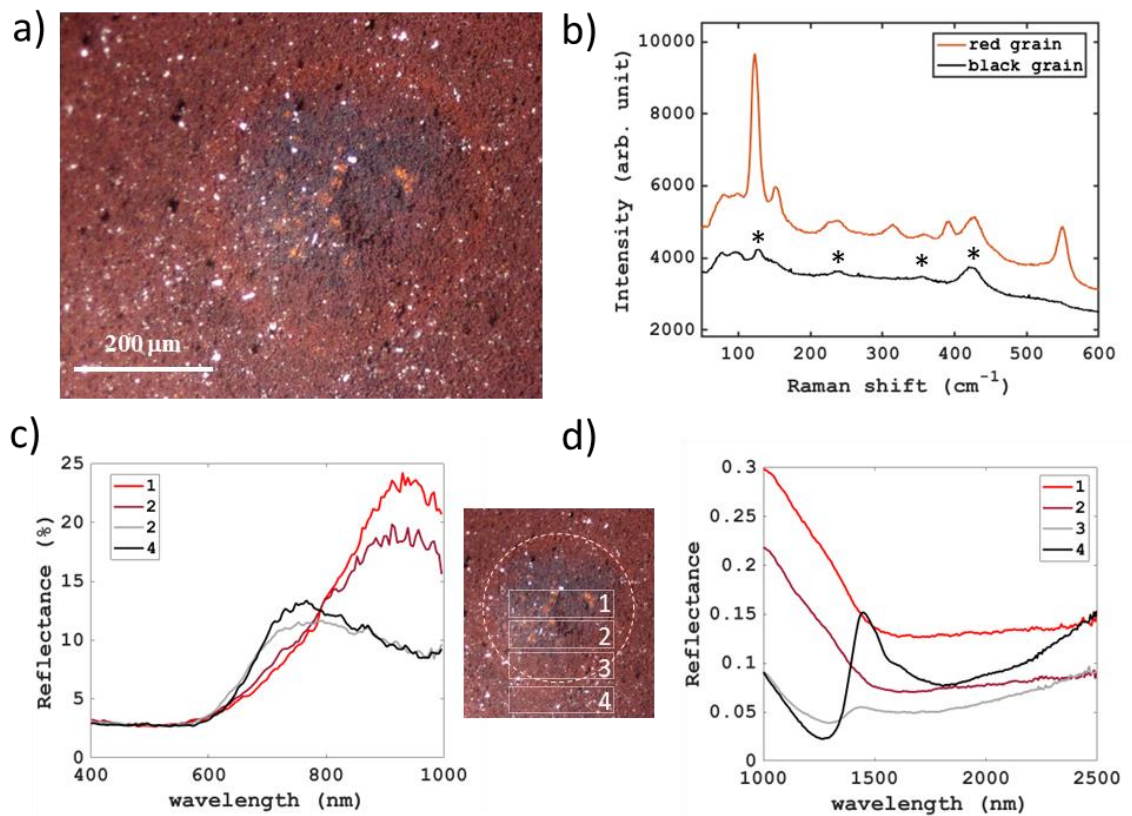 a)
200 µm
b)
10000
8000
6000
4000
2000
Intensity (arb. unit)
red grain
black grain
* * * *
100 200 300 400 500 600
Raman shift (cm⁻¹)
c)
25
20
15
10
5
0
Reflectance (%)
1
2
2
4
400 600 800 1000
wavelength (nm)
1
2
3
4
d)
0.3
0.25
0.2
0.15
0.1
0.05
0
Reflectance
1
2
3
4
1000 1500 2000 2500
wavelength (nm)